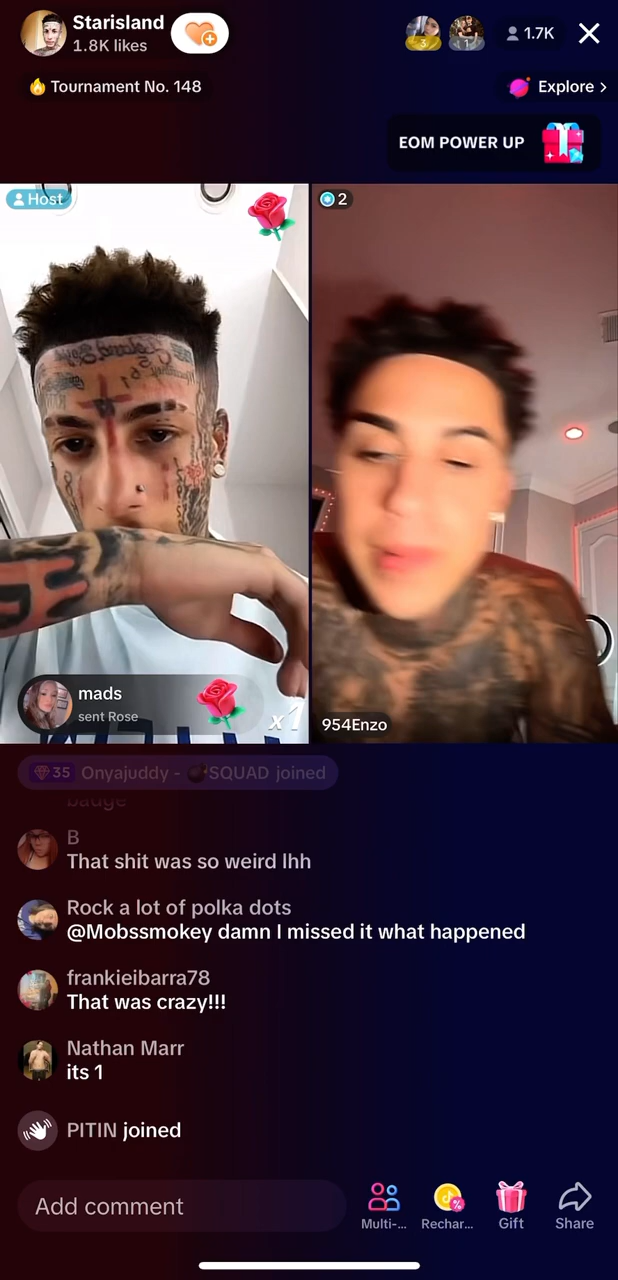 Starisland
1.8K likes
3
1
1.7K
Tournament No. 148
Explore >
EOM POWER UP
Host
2
mads
sent Rose
x1
954Enzo
35 Onyajuddy - SQUAD joined
badge
B
That shit was so weird lhh
Rock a lot of polka dots
@Mobssmokey damn I missed it what happened
frankieibarra78
That was crazy!!!
Nathan Marr
its 1
PITIN joined
Add comment
Multi-...
Rechar...
Gift
Share